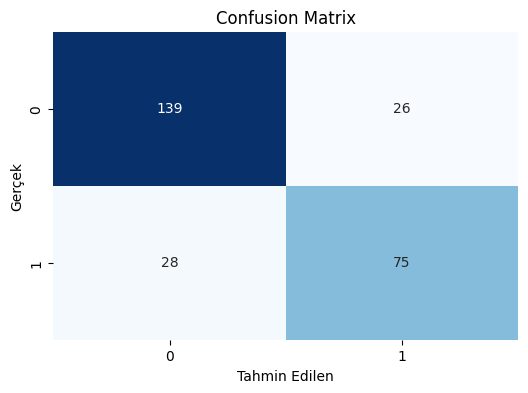 Confusion Matrix
Gerçek
0
139
26
1
28
75
0
1
Tahmin Edilen